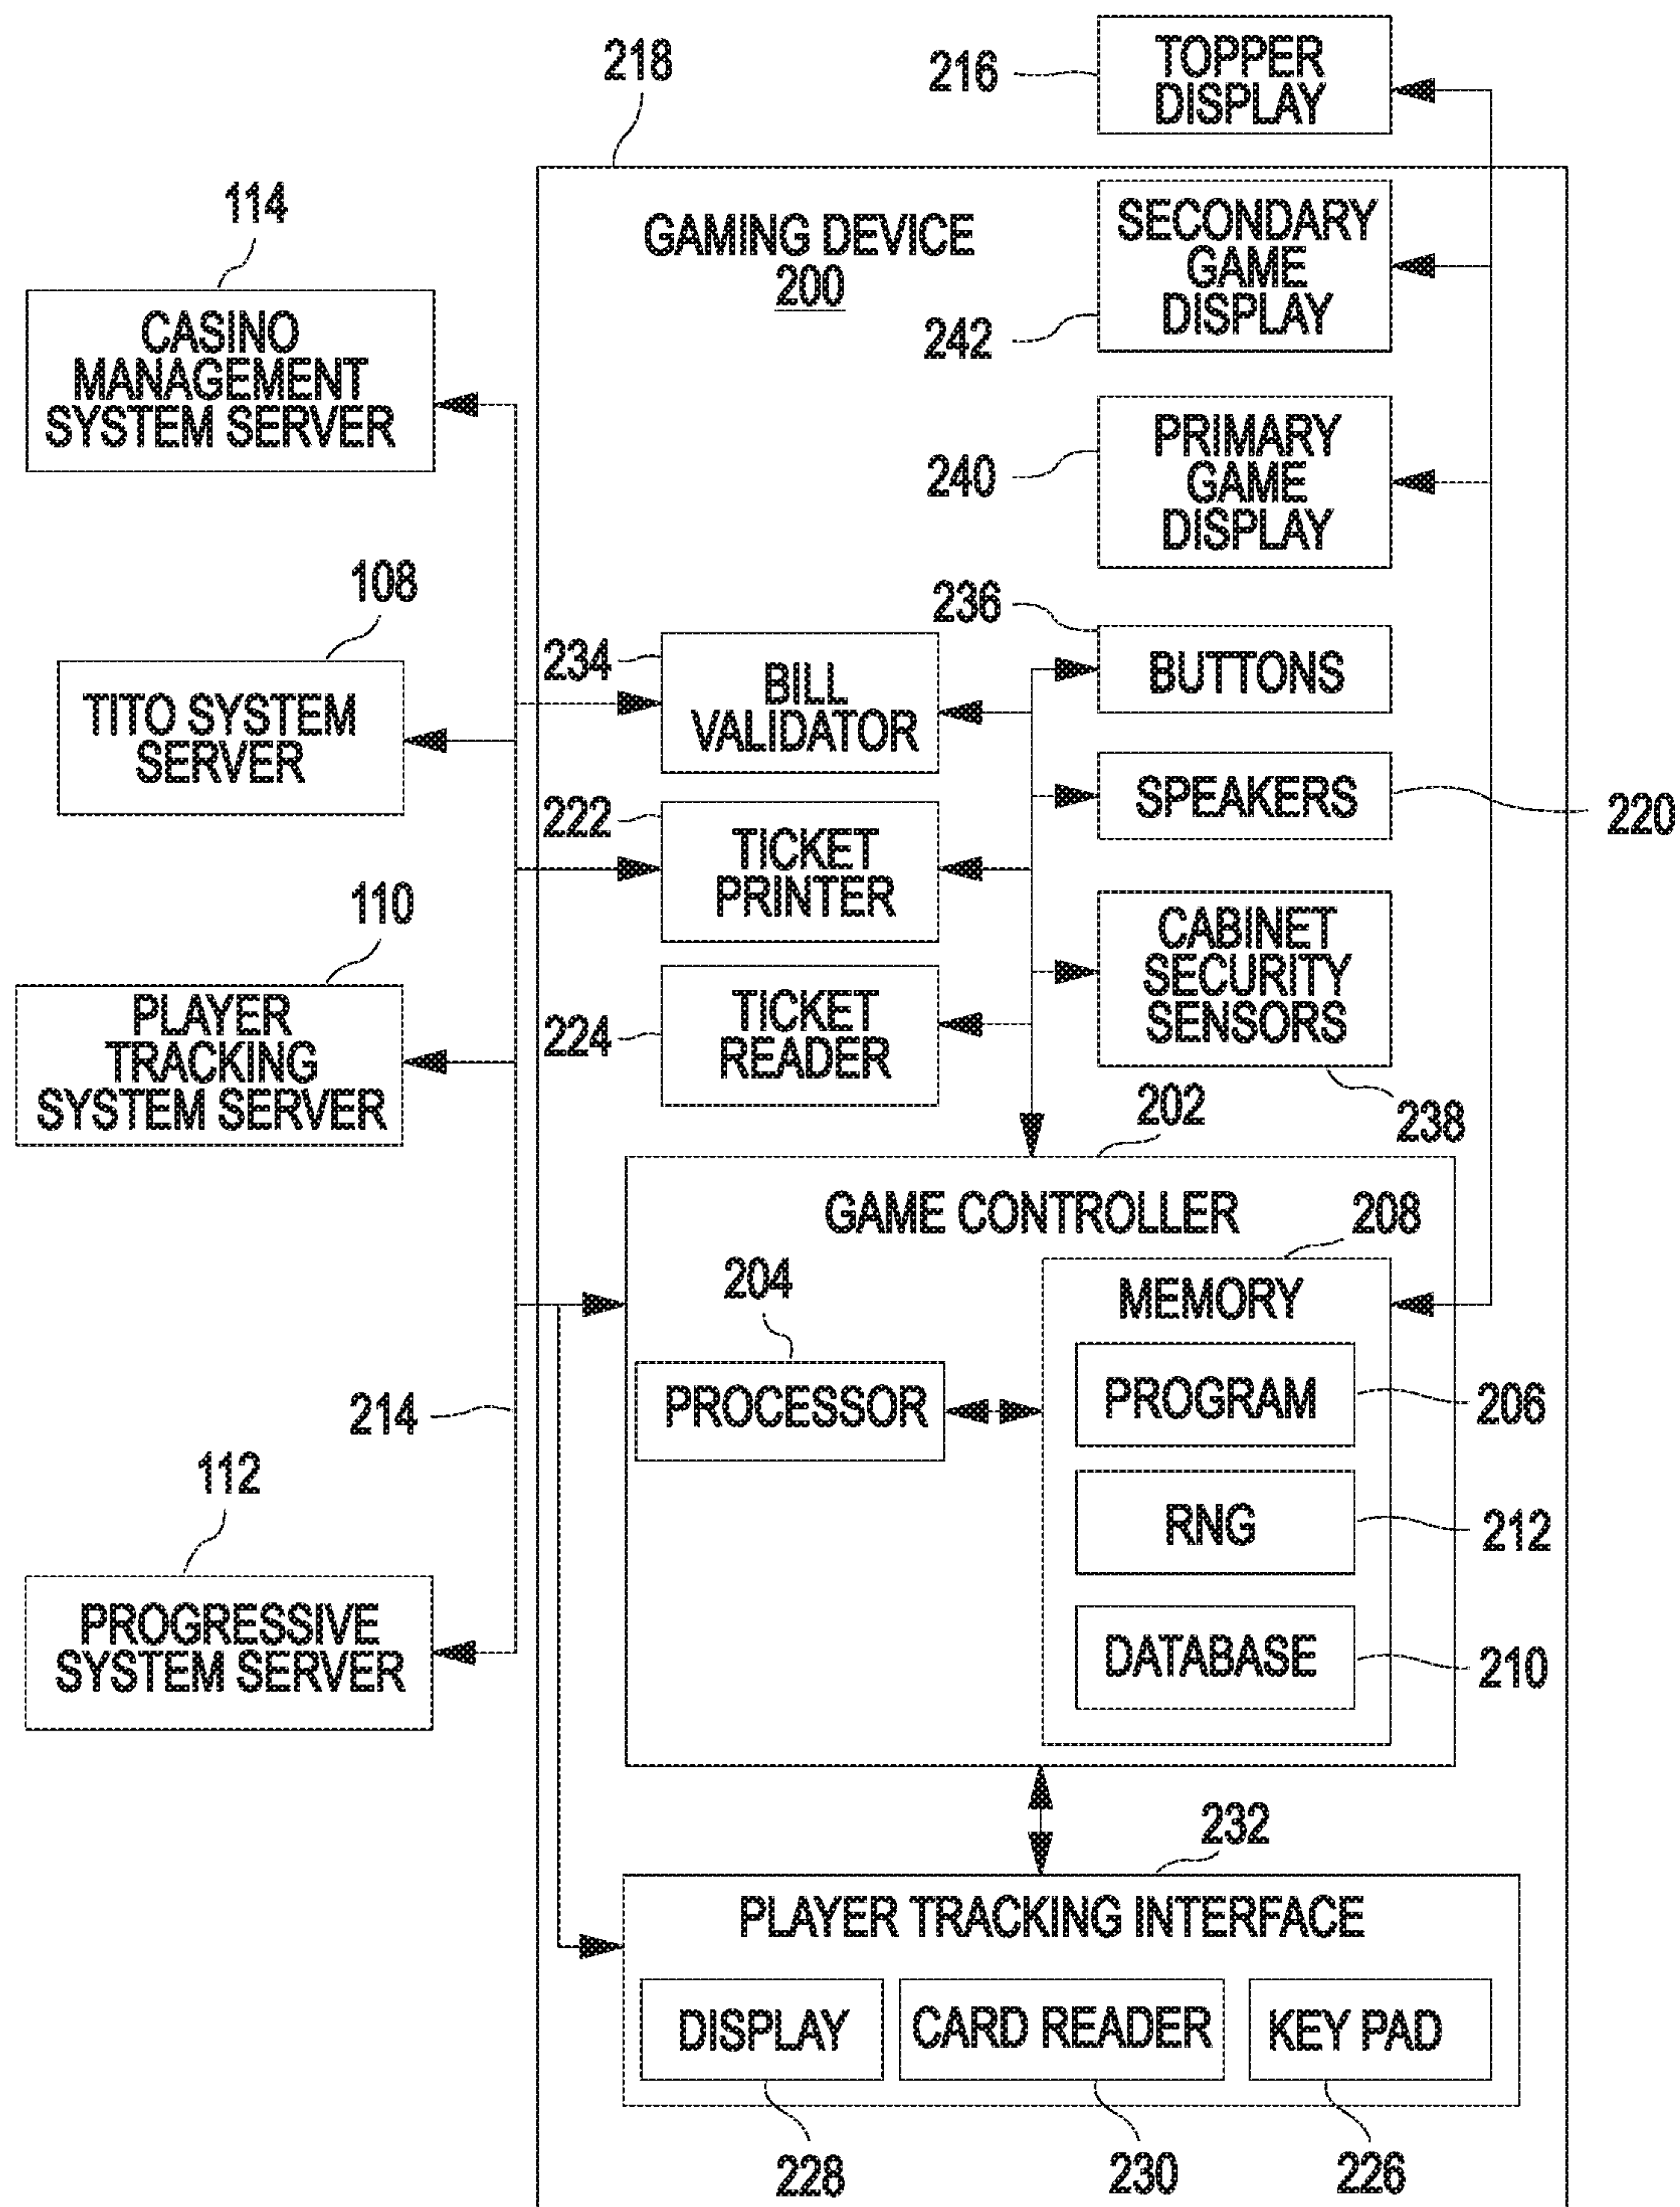 218
216
TOPPER
DISPLAY
114
GAMING DEVICE
200
SECONDARY
GAME
DISPLAY
242
CASINO
MANAGEMENT
SYSTEM SERVER
240
PRIMARY
GAME
DISPLAY
108
236
234
BILL
VALIDATOR
BUTTONS
TITO SYSTEM
SERVER
SPEAKERS
220
222
TICKET
PRINTER
110
CABINET
SECURITY
SENSORS
238
PLAYER
TRACKING
SYSTEM SERVER
224
TICKET
READER
202
GAME CONTROLLER
208
204
MEMORY
PROCESSOR
PROGRAM
206
214
112
RNG
212
PROGRESSIVE
SYSTEM SERVER
DATABASE
210
232
PLAYER TRACKING INTERFACE
DISPLAY
CARD READER
KEY PAD
228
230
226